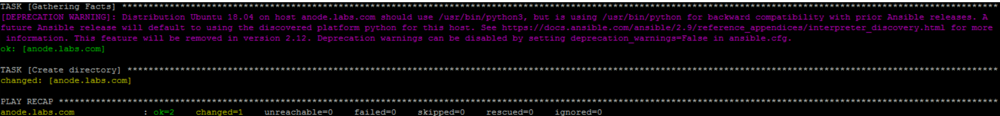 TASK [Gathering Facts] ****************************************************************************************************************************************************************
[DEPRECATION WARNING]: Distribution Ubuntu 18.04 on host anode.labs.com should use /usr/bin/python3, but is using /usr/bin/python for backward compatibility with prior Ansible releases. A
future Ansible release will default to using the discovered platform python for this host. See https://docs.ansible.com/ansible/2.9/reference_appendices/interpreter_discovery.html for more
 information. This feature will be removed in version 2.12. Deprecation warnings can be disabled by setting deprecation_warnings=False in ansible.cfg.
ok: [anode.labs.com]
TASK [Create directory] ***************************************************************************************************************************************************************
changed: [anode.labs.com]
PLAY RECAP ****************************************************************************************************************************************************************************
anode.labs.com             : ok=2    changed=1    unreachable=0    failed=0    skipped=0    rescued=0    ignored=0